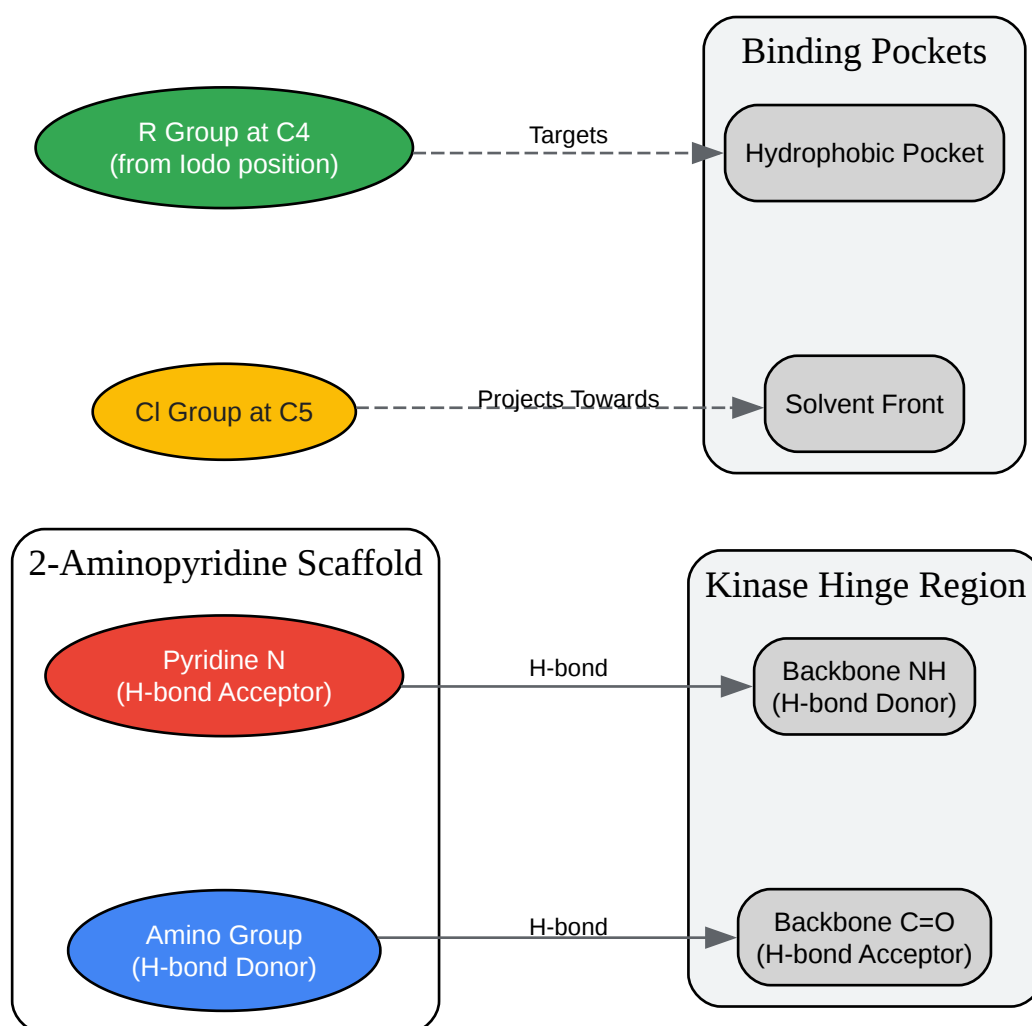 Binding Pockets
R Group at C4
(from Iodo position)
Targets
Hydrophobic Pocket
Cl Group at C5
Projects Towards
Solvent Front
2-Aminopyridine Scaffold
Kinase Hinge Region
Pyridine N
(H-bond Acceptor)
H-bond
Backbone NH
(H-bond Donor)
Amino Group
(H-bond Donor)
H-bond
Backbone C=O
(H-bond Acceptor)